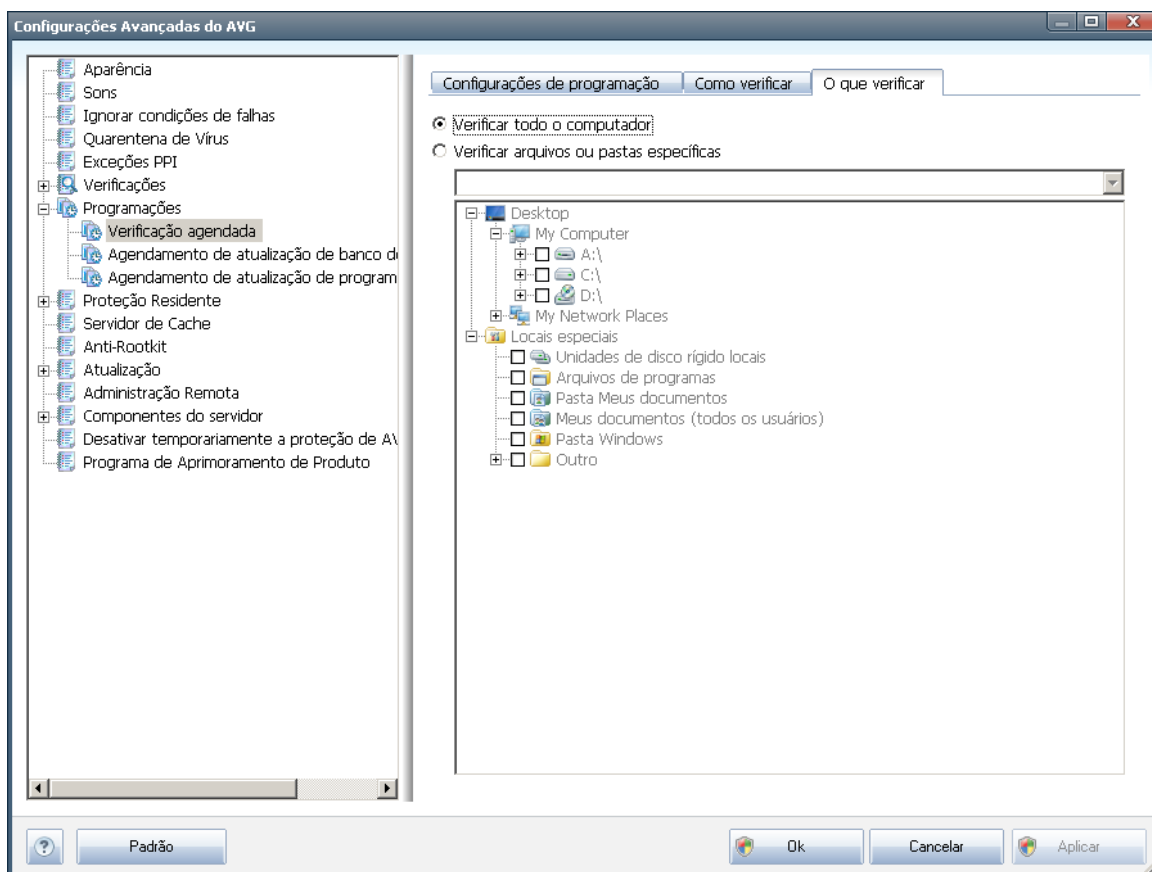 Configurações Avançadas do AVG
Aparência
Sons
Ignorar condições de falhas
Quarentena de Vírus
Exceções PPI
Verificações
Programações
Verificação agendada
Agendamento de atualização de banco d
Agendamento de atualização de program
Proteção Residente
Servidor de Cache
Anti-Rootkit
Atualização
Administração Remota
Componentes do servidor
Desativar temporariamente a proteção de AV
Programa de Aprimoramento de Produto
Configurações de programação
Como verificar
O que verificar
Verificar todo o computador
Verificar arquivos ou pastas específicas
Desktop
My Computer
A:\
C:\
D:\
My Network Places
Locais especiais
Unidades de disco rígido locais
Arquivos de programas
Pasta Meus documentos
Meus documentos (todos os usuários)
Pasta Windows
Outro
? Padrão
Ok
Cancelar
Aplicar